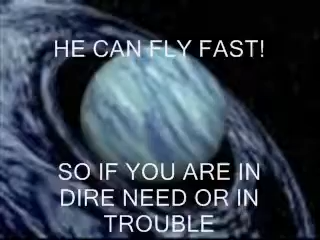 HE CAN FLY FAST!
SO IF YOU ARE IN
DIRE NEED OR IN
TROUBLE